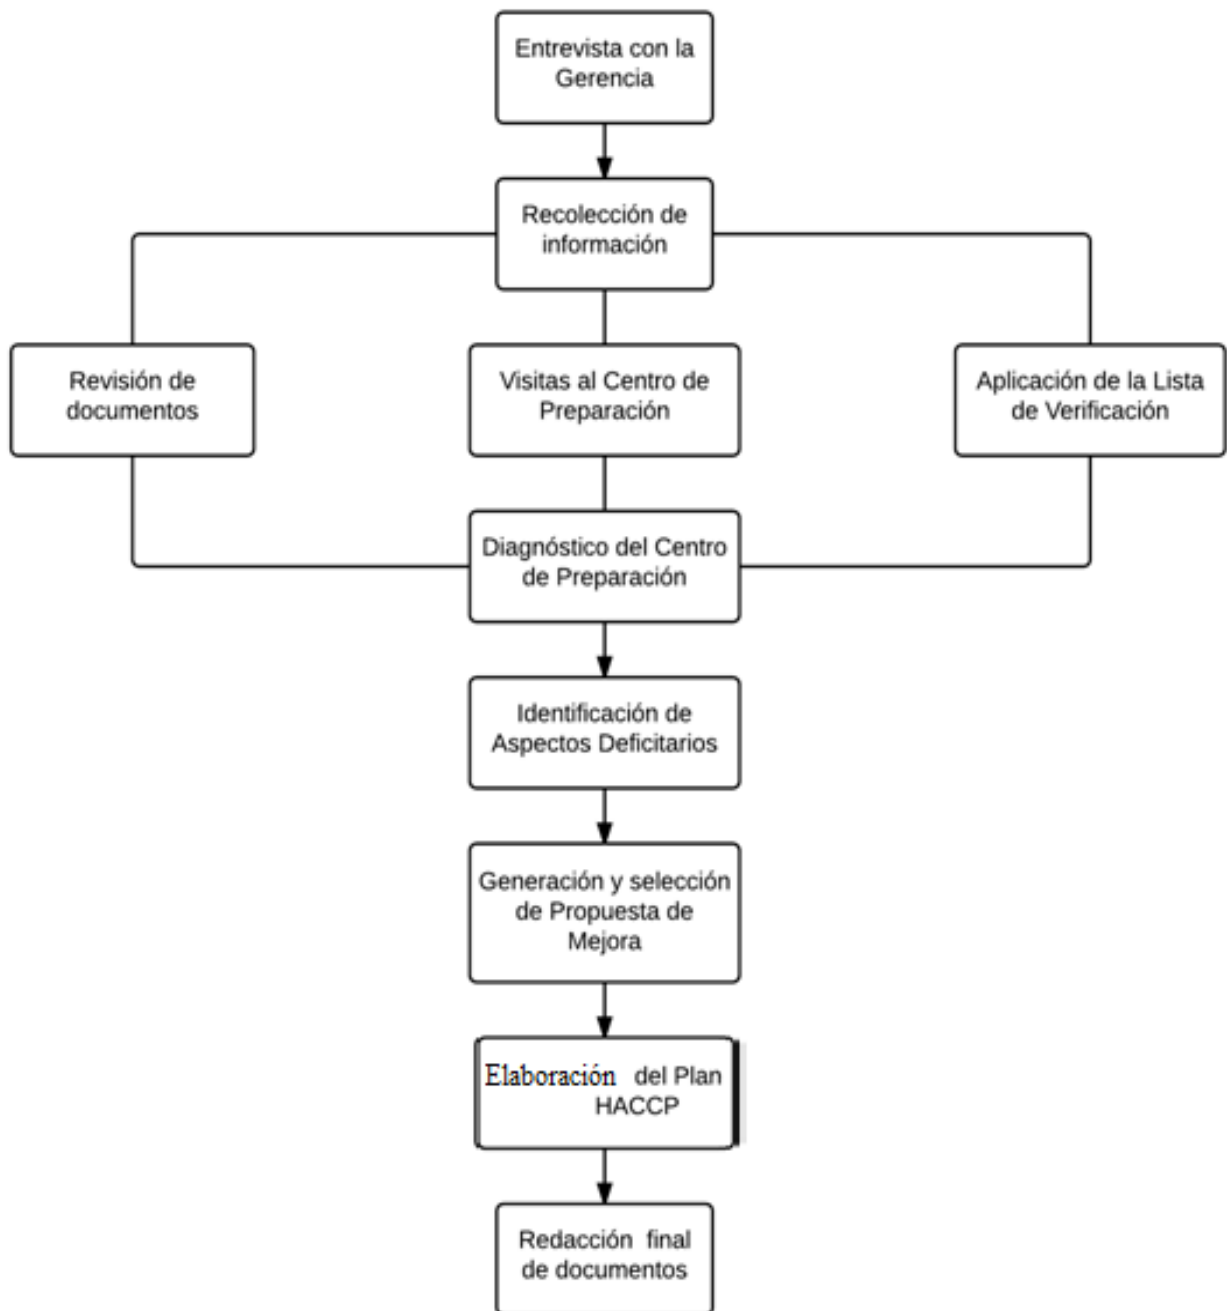 Entrevista con la
Gerencia
Recolección de
información
Revisión de
documentos
Visitas al Centro de
Preparación
Aplicación de la Lista
de Verificación
Diagnóstico del Centro
de Preparación
Identificación de
Aspectos Deficitarios
Generación y selección
de Propuesta de
Mejora
Elaboración del Plan
HACCP
Redacción final
de documentos